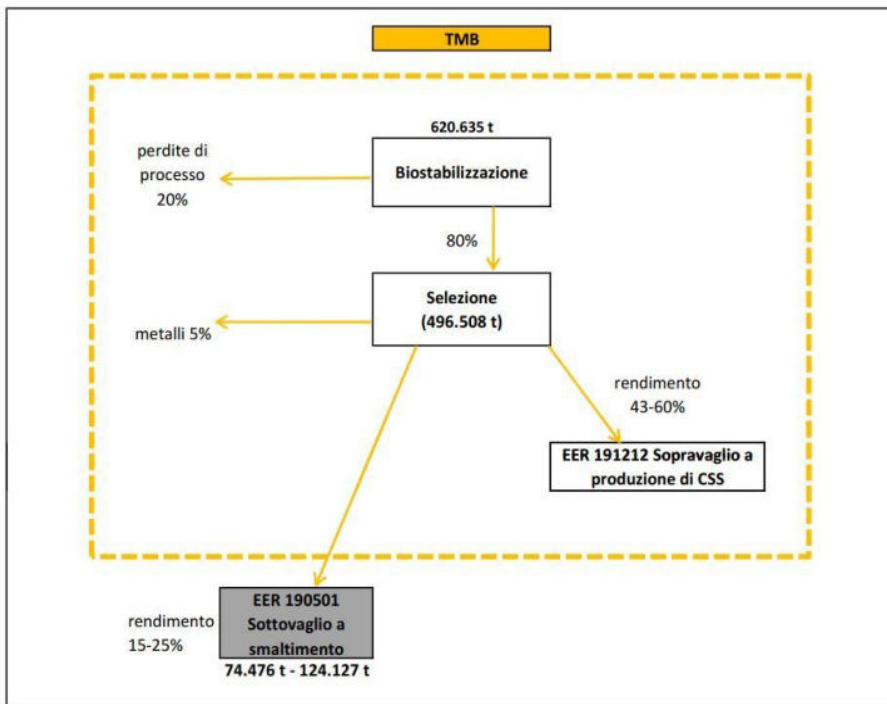 TMB
620.635 t
Biostabilizzazione
perdite di
processo
20%
80%
Selezione
(496.508 t)
metalli 5%
rendimento
43-60%
EER 191212 Sopravaglio a
produzione di CSS
EER 190501
Sottovaglio a
smaltimento
rendimento
15-25%
74.476 t - 124.127 t